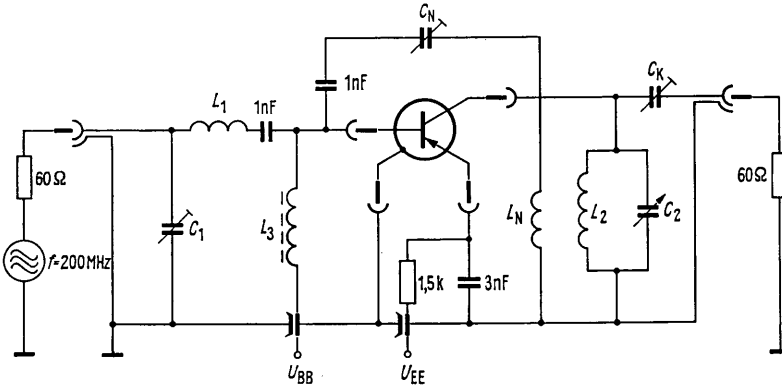 C_N
1nF
C_K
L_1
1nF
60Ω
C_1
L_3
L_N
L_2
C_2
60Ω
f=200MHz
1,5k
3nF
U_BB
U_EE